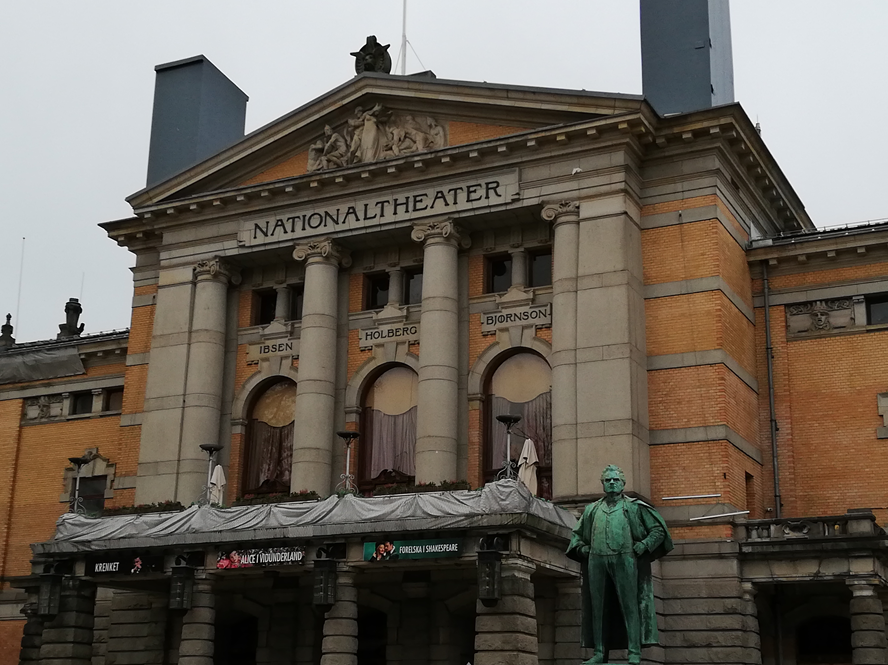 NATIONALTHEATER
IBSEN
HOLBERG
BJØRNSON
KRENKET
ALICE I VIDUNDERLAND
FORELSKA I SHAKESPEARE